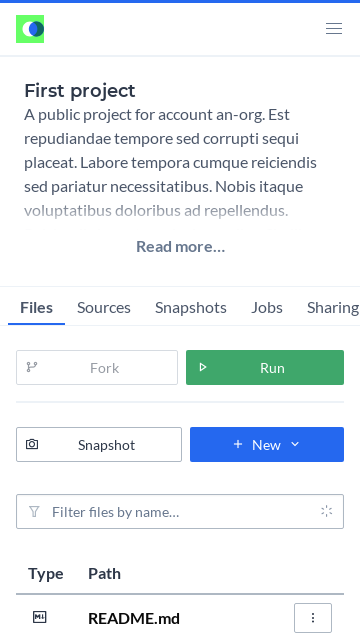 First project
A public project for account an-org. Est
repudiandae tempore sed corrupti sequi
placeat. Labore tempora cumque reiciendis
sed pariatur necessitatibus. Nobis itaque
voluptatibus doloribus ad repellendus.
Read more...
Files Sources Snapshots Jobs Sharing
Fork Run
Snapshot New
Filter files by name...
Type Path
README.md